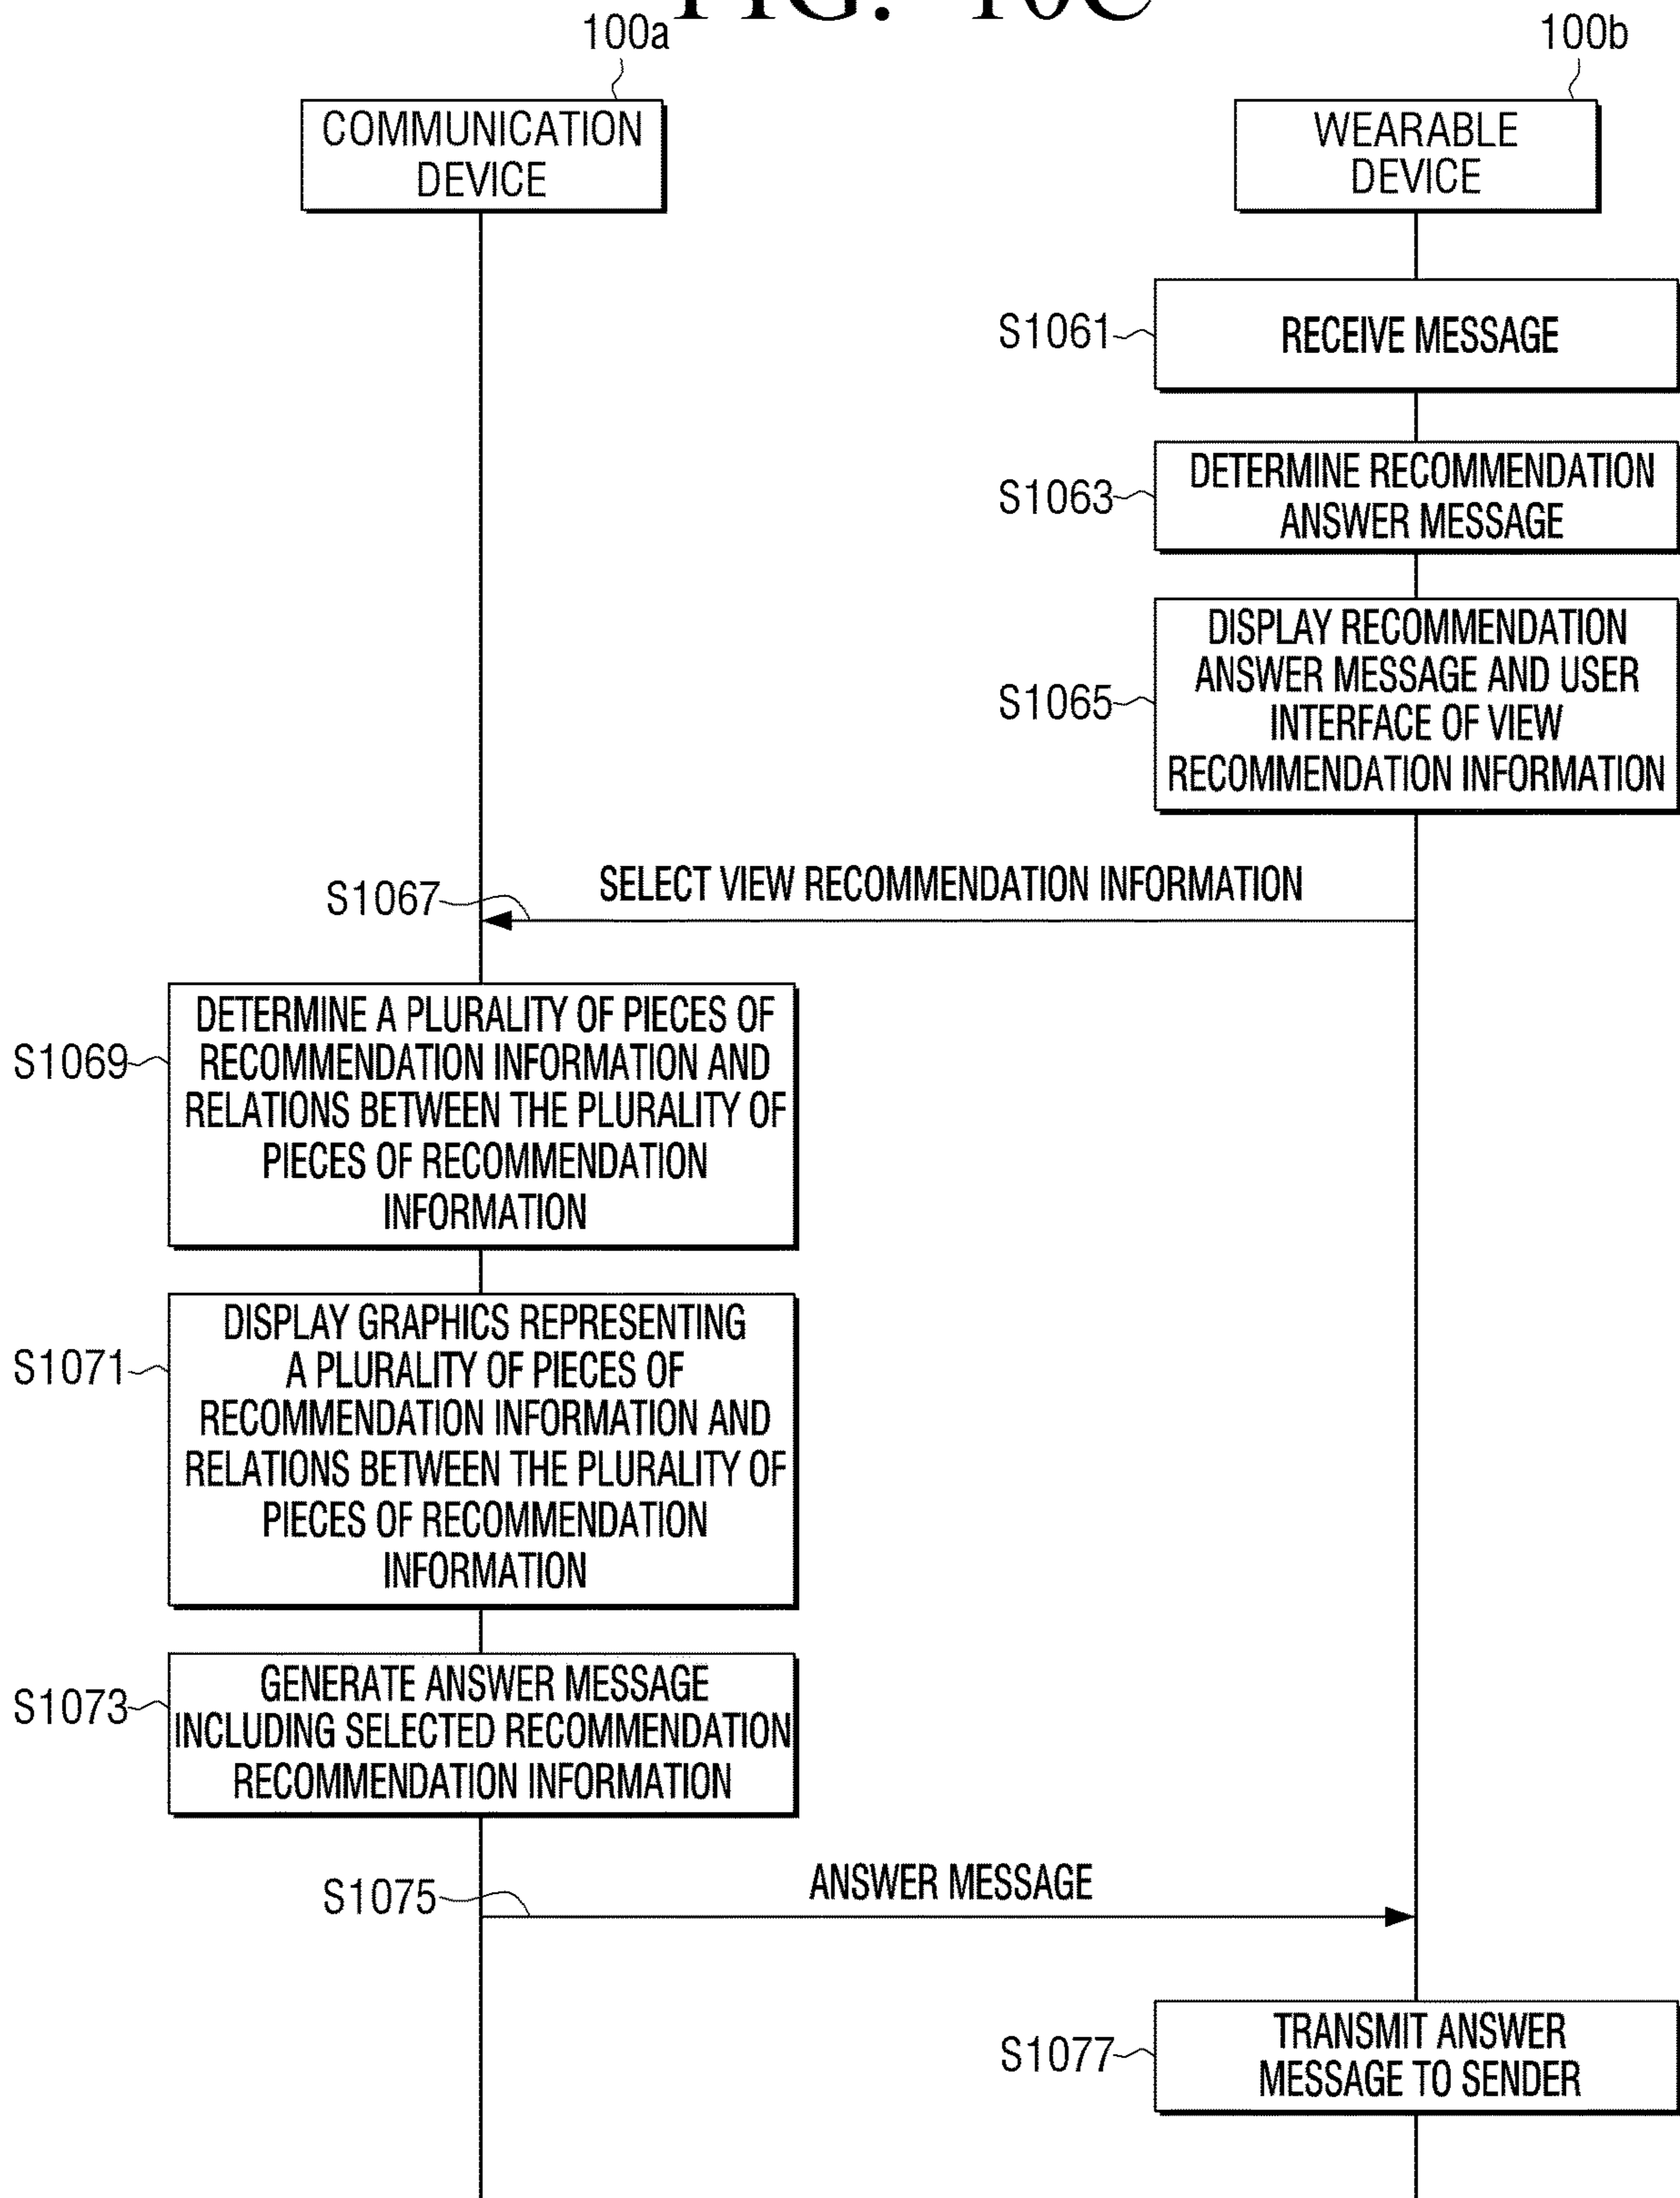 FIG. 10C
100a
100b
COMMUNICATION
DEVICE
WEARABLE
DEVICE
S1061
RECEIVE MESSAGE
S1063
DETERMINE RECOMMENDATION
ANSWER MESSAGE
S1065
DISPLAY RECOMMENDATION
ANSWER MESSAGE AND USER
INTERFACE OF VIEW
RECOMMENDATION INFORMATION
S1067
SELECT VIEW RECOMMENDATION INFORMATION
S1069
DETERMINE A PLURALITY OF PIECES OF
RECOMMENDATION INFORMATION AND
RELATIONS BETWEEN THE PLURALITY OF
PIECES OF RECOMMENDATION
INFORMATION
S1071
DISPLAY GRAPHICS REPRESENTING
A PLURALITY OF PIECES OF
RECOMMENDATION INFORMATION AND
RELATIONS BETWEEN THE PLURALITY OF
PIECES OF RECOMMENDATION
INFORMATION
S1073
GENERATE ANSWER MESSAGE
INCLUDING SELECTED RECOMMENDATION
RECOMMENDATION INFORMATION
S1075
ANSWER MESSAGE
S1077
TRANSMIT ANSWER
MESSAGE TO SENDER